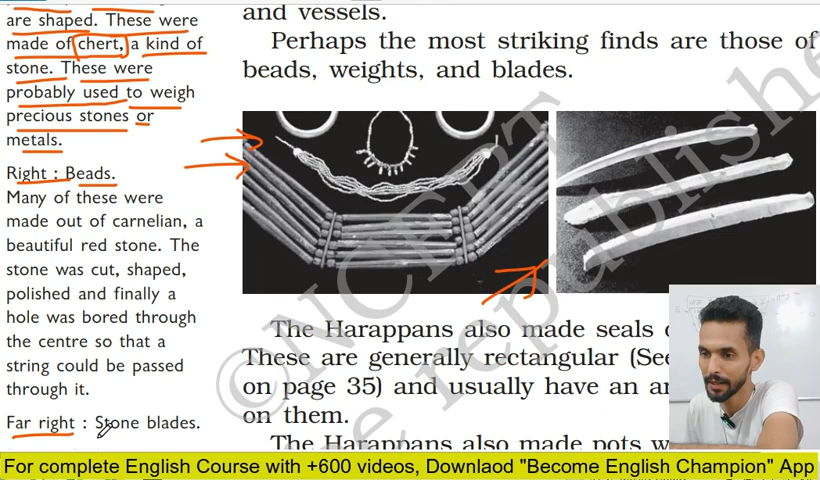 are shaped. These were
made of chert, a kind of
stone. These were
probably used to weigh
precious stones or
metals.
Right : Beads.
Many of these were
made out of carnelian, a
beautiful red stone. The
stone was cut, shaped,
polished and finally a
hole was bored through
the centre so that a
string could be passed
through it.
Far right : Stone blades.
and vessels.
Perhaps the most striking finds are those of
beads, weights, and blades.
The Harappans also made seals
These are generally rectangular (See
on page 35) and usually have an
on them.
The Harappans also made pots
©NCERT
be republished
For complete English Course with +600 videos, Downlaod "Become English Champion" App